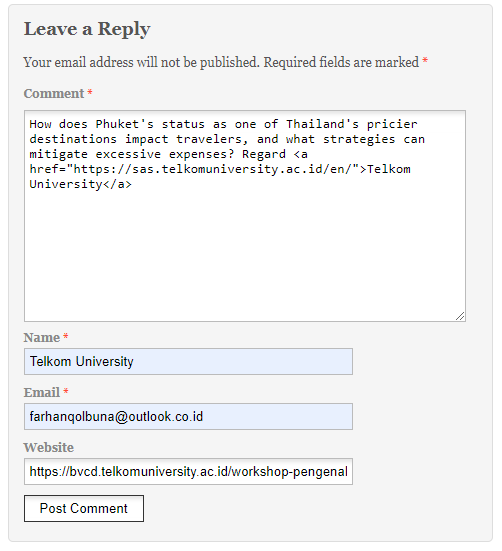 Leave a Reply
Your email address will not be published. Required fields are marked *
Comment *
How does Phuket's status as one of Thailand's pricier
destinations impact travelers, and what strategies can
mitigate excessive expenses? Regard <a
href="https://sas.telkomuniversity.ac.id/en/">Telkom
University</a>
Name *
Telkom University
Email *
farhanqolbuna@outlook.co.id
Website
https://bvcd.telkomuniversity.ac.id/workshop-pengenal
Post Comment